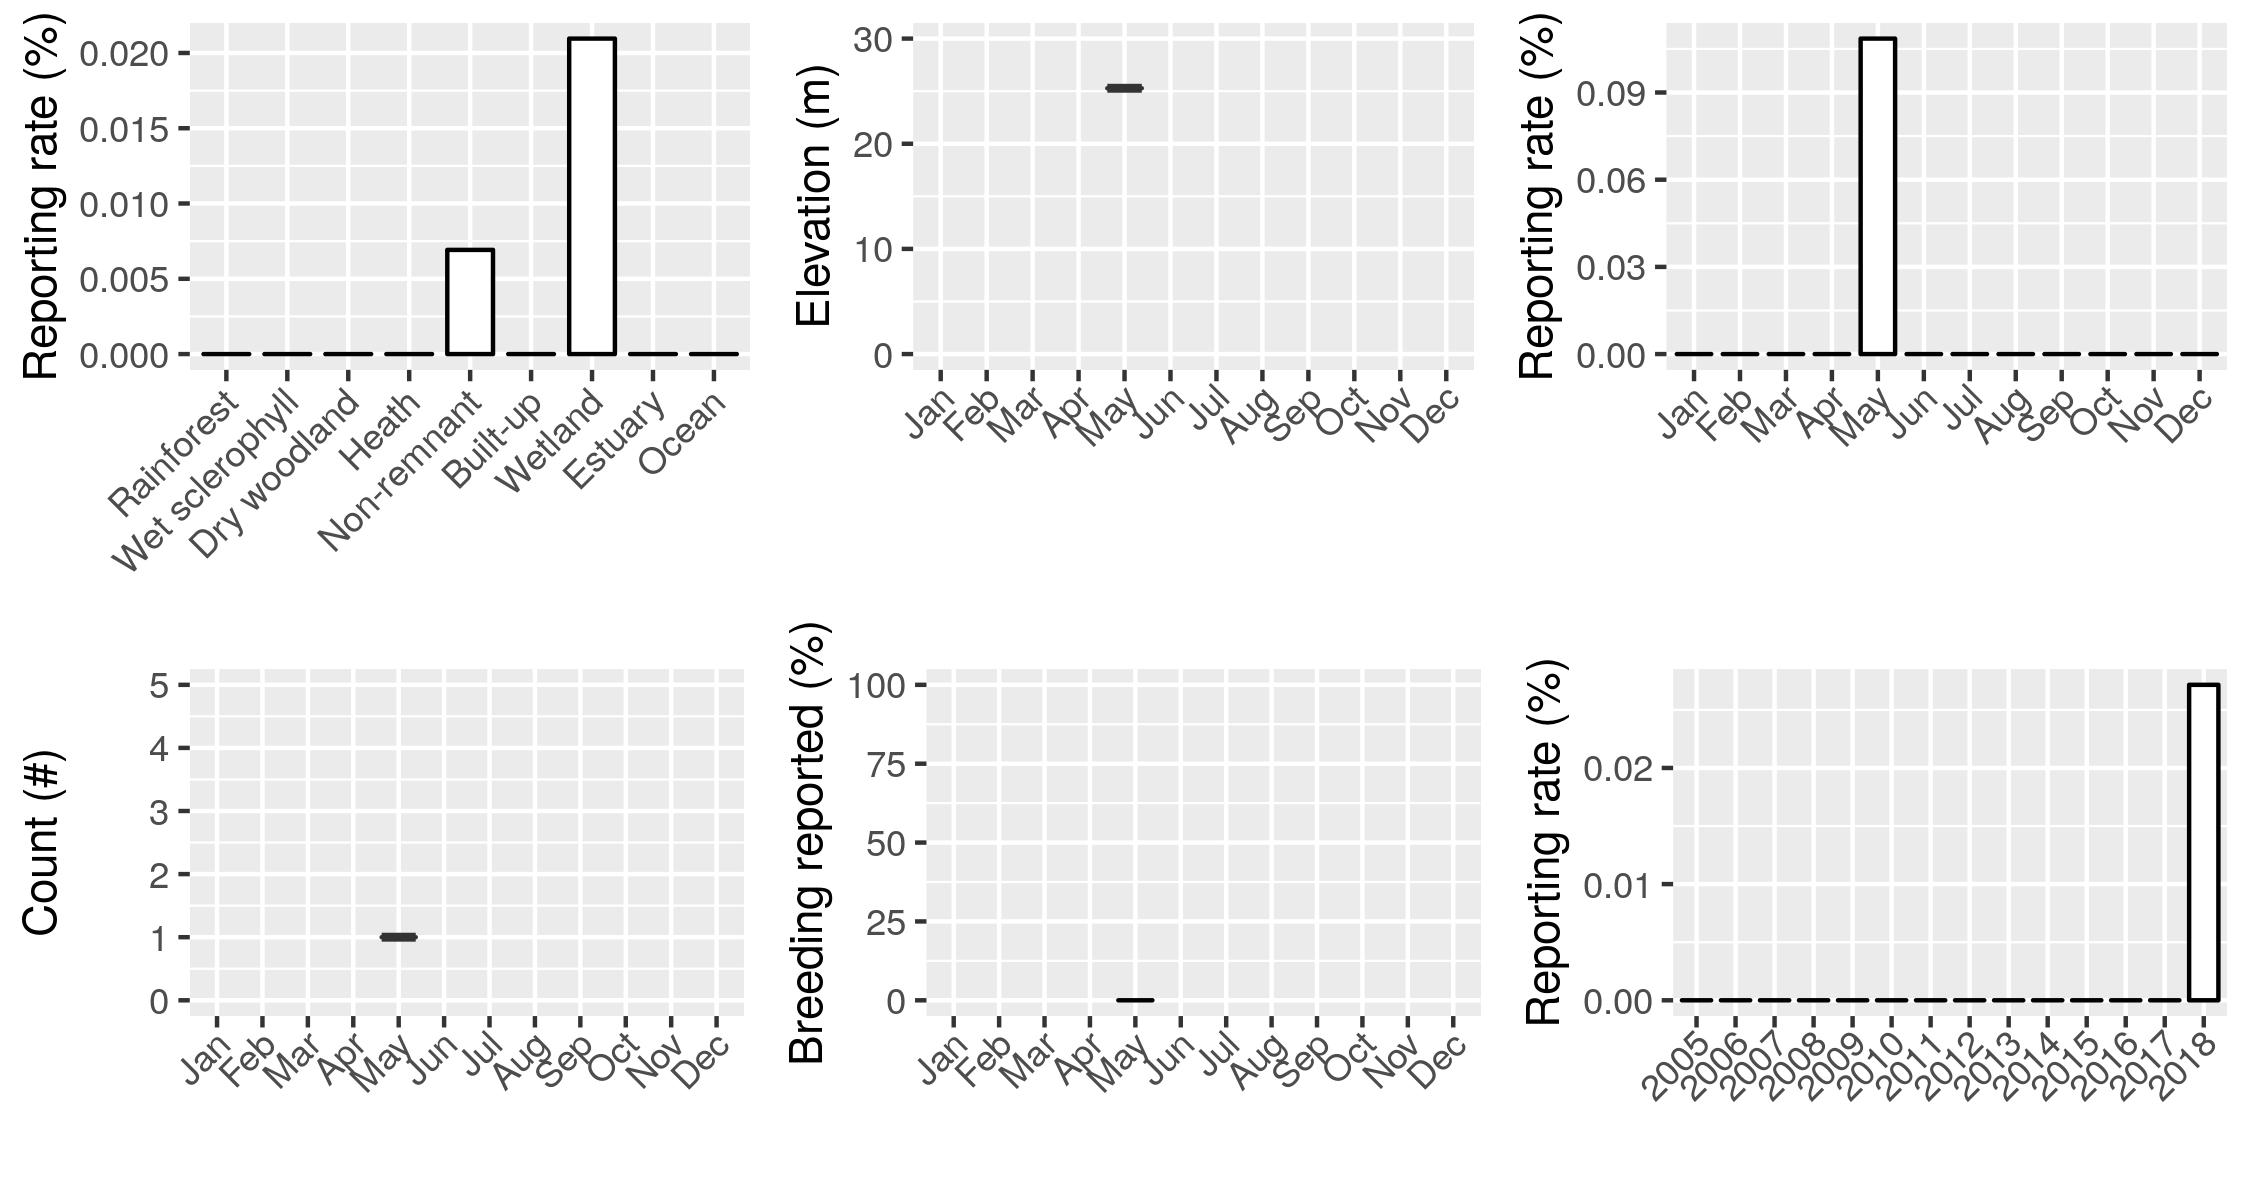 Reporting rate (%)
0.020
0.015
0.010
0.005
0.000
Rainforest
Wet sclerophyll
Dry woodland
Heath
Non-remnant
Built-up
Wetland
Estuary
Ocean
Elevation (m)
30
20
10
0
Jan
Feb
Mar
Apr
May
Jun
Jul
Aug
Sep
Oct
Nov
Dec
Reporting rate (%)
0.09
0.06
0.03
0.00
Jan
Feb
Mar
Apr
May
Jun
Jul
Aug
Sep
Oct
Nov
Dec
Count (#)
5
4
3
2
1
0
Jan
Feb
Mar
Apr
May
Jun
Jul
Aug
Sep
Oct
Nov
Dec
Breeding reported (%)
100
75
50
25
0
Jan
Feb
Mar
Apr
May
Jun
Jul
Aug
Sep
Oct
Nov
Dec
Reporting rate (%)
0.02
0.01
0.00
2005
2006
2007
2008
2009
2010
2011
2012
2013
2014
2015
2016
2017
2018